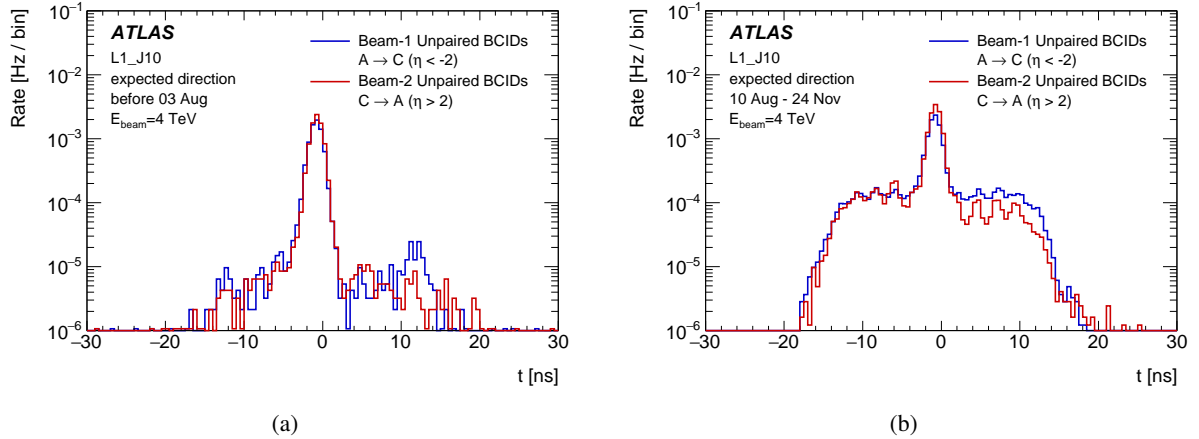 Rate [Hz / bin]
10⁻¹
10⁻²
10⁻³
10⁻⁴
10⁻⁵
10⁻⁶
ATLAS
L1_J10
expected direction
before 03 Aug
E_beam=4 TeV
Beam-1 Unpaired BCIDs
A → C (η < -2)
Beam-2 Unpaired BCIDs
C → A (η > 2)
−30 −20 −10 0 10 20 30
t [ns]
(a)
Rate [Hz / bin]
10⁻¹
10⁻²
10⁻³
10⁻⁴
10⁻⁵
10⁻⁶
ATLAS
L1_J10
expected direction
10 Aug - 24 Nov
E_beam=4 TeV
Beam-1 Unpaired BCIDs
A → C (η < -2)
Beam-2 Unpaired BCIDs
C → A (η > 2)
−30 −20 −10 0 10 20 30
t [ns]
(b)